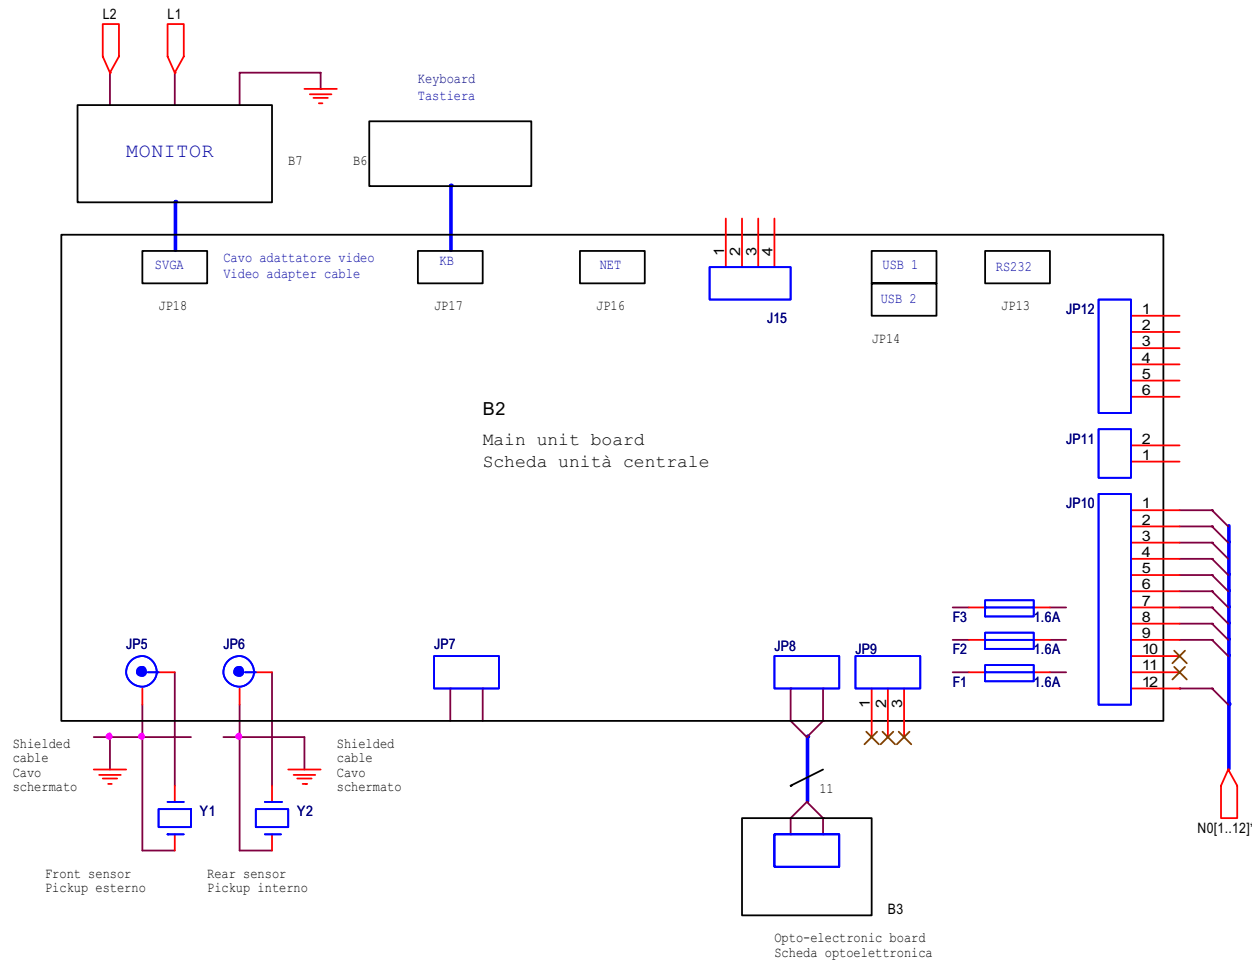 L2
L1
Keyboard
Tastiera
MONITOR
B7
B6
SVGA
Cavo adattatore video
Video adapter cable
JP18
KB
JP17
NET
JP16
1
2
3
4
J15
USB 1
USB 2
JP14
RS232
JP13
JP12
1
2
3
4
5
6
B2
Main unit board
Scheda unità centrale
JP11
2
1
JP10
1
2
3
4
5
6
7
8
9
10
11
12
F3
1.6A
F2
1.6A
F1
1.6A
JP5
JP6
JP7
JP8
JP9
1
2
3
Shielded
cable
Cavo
schermato
Shielded
cable
Cavo
schermato
Y1
Y2
11
N0[1..12]
Front sensor
Pickup esterno
Rear sensor
Pickup interno
B3
Opto-electronic board
Scheda optoelettronica